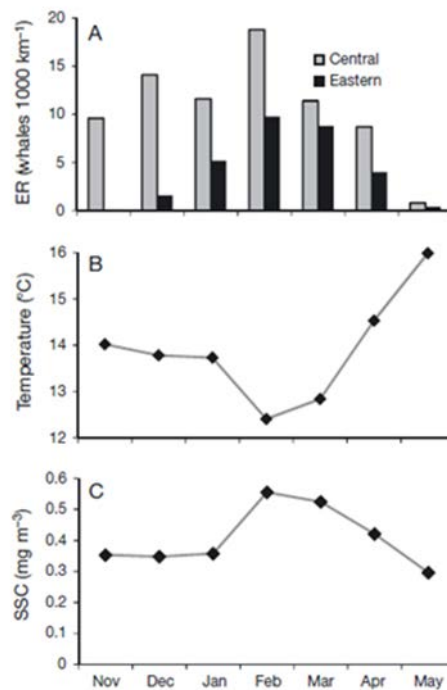 A
ER (whales 1000 km⁻¹)
20
15
10
5
0
Central
Eastern
B
Temperature (°C)
16
15
14
13
12
C
SSC (mg m⁻³)
0.6
0.5
0.4
0.3
0.2
0.1
0
Nov Dec Jan Feb Mar Apr May